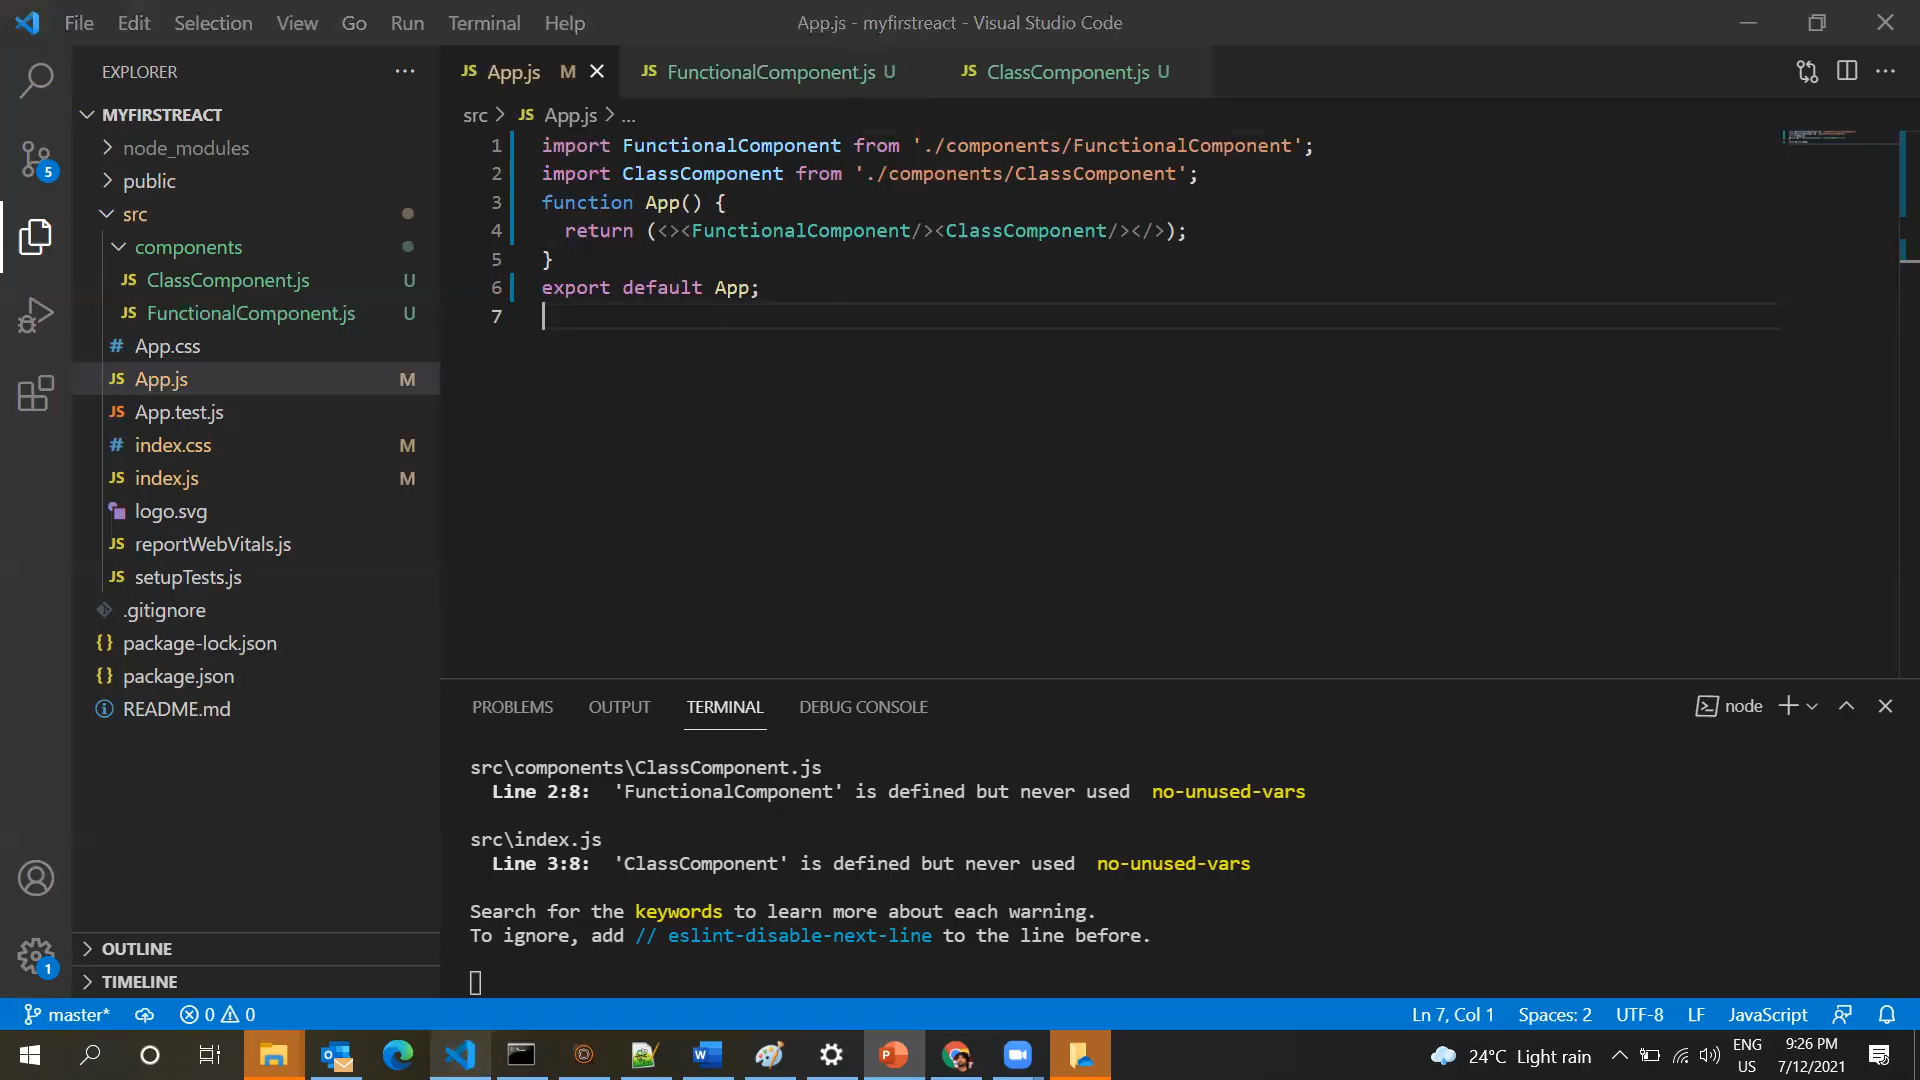 File Edit Selection View Go Run Terminal Help App.js - myfirstreact - Visual Studio Code
EXPLORER
MYFIRSTREACT
node_modules
public
src
components
JS ClassComponent.js U
JS FunctionalComponent.js U
# App.css
JS App.js M
JS App.test.js
# index.css M
JS index.js M
logo.svg
JS reportWebVitals.js
JS setupTests.js
.gitignore
{} package-lock.json
{} package.json
README.md
OUTLINE
TIMELINE
5
1
JS App.js M JS FunctionalComponent.js U JS ClassComponent.js U
src > JS App.js > ...
1 import FunctionalComponent from './components/FunctionalComponent';
2 import ClassComponent from './components/ClassComponent';
3 function App() {
4 return (<><FunctionalComponent/><ClassComponent/></>);
5 }
6 export default App;
7
PROBLEMS OUTPUT TERMINAL DEBUG CONSOLE node
src\components\ClassComponent.js
Line 2:8: 'FunctionalComponent' is defined but never used no-unused-vars
src\index.js
Line 3:8: 'ClassComponent' is defined but never used no-unused-vars
Search for the keywords to learn more about each warning.
To ignore, add // eslint-disable-next-line to the line before.
master* 0 0 Ln 7, Col 1 Spaces: 2 UTF-8 LF JavaScript
24°C Light rain ENG US 9:26 PM 7/12/2021